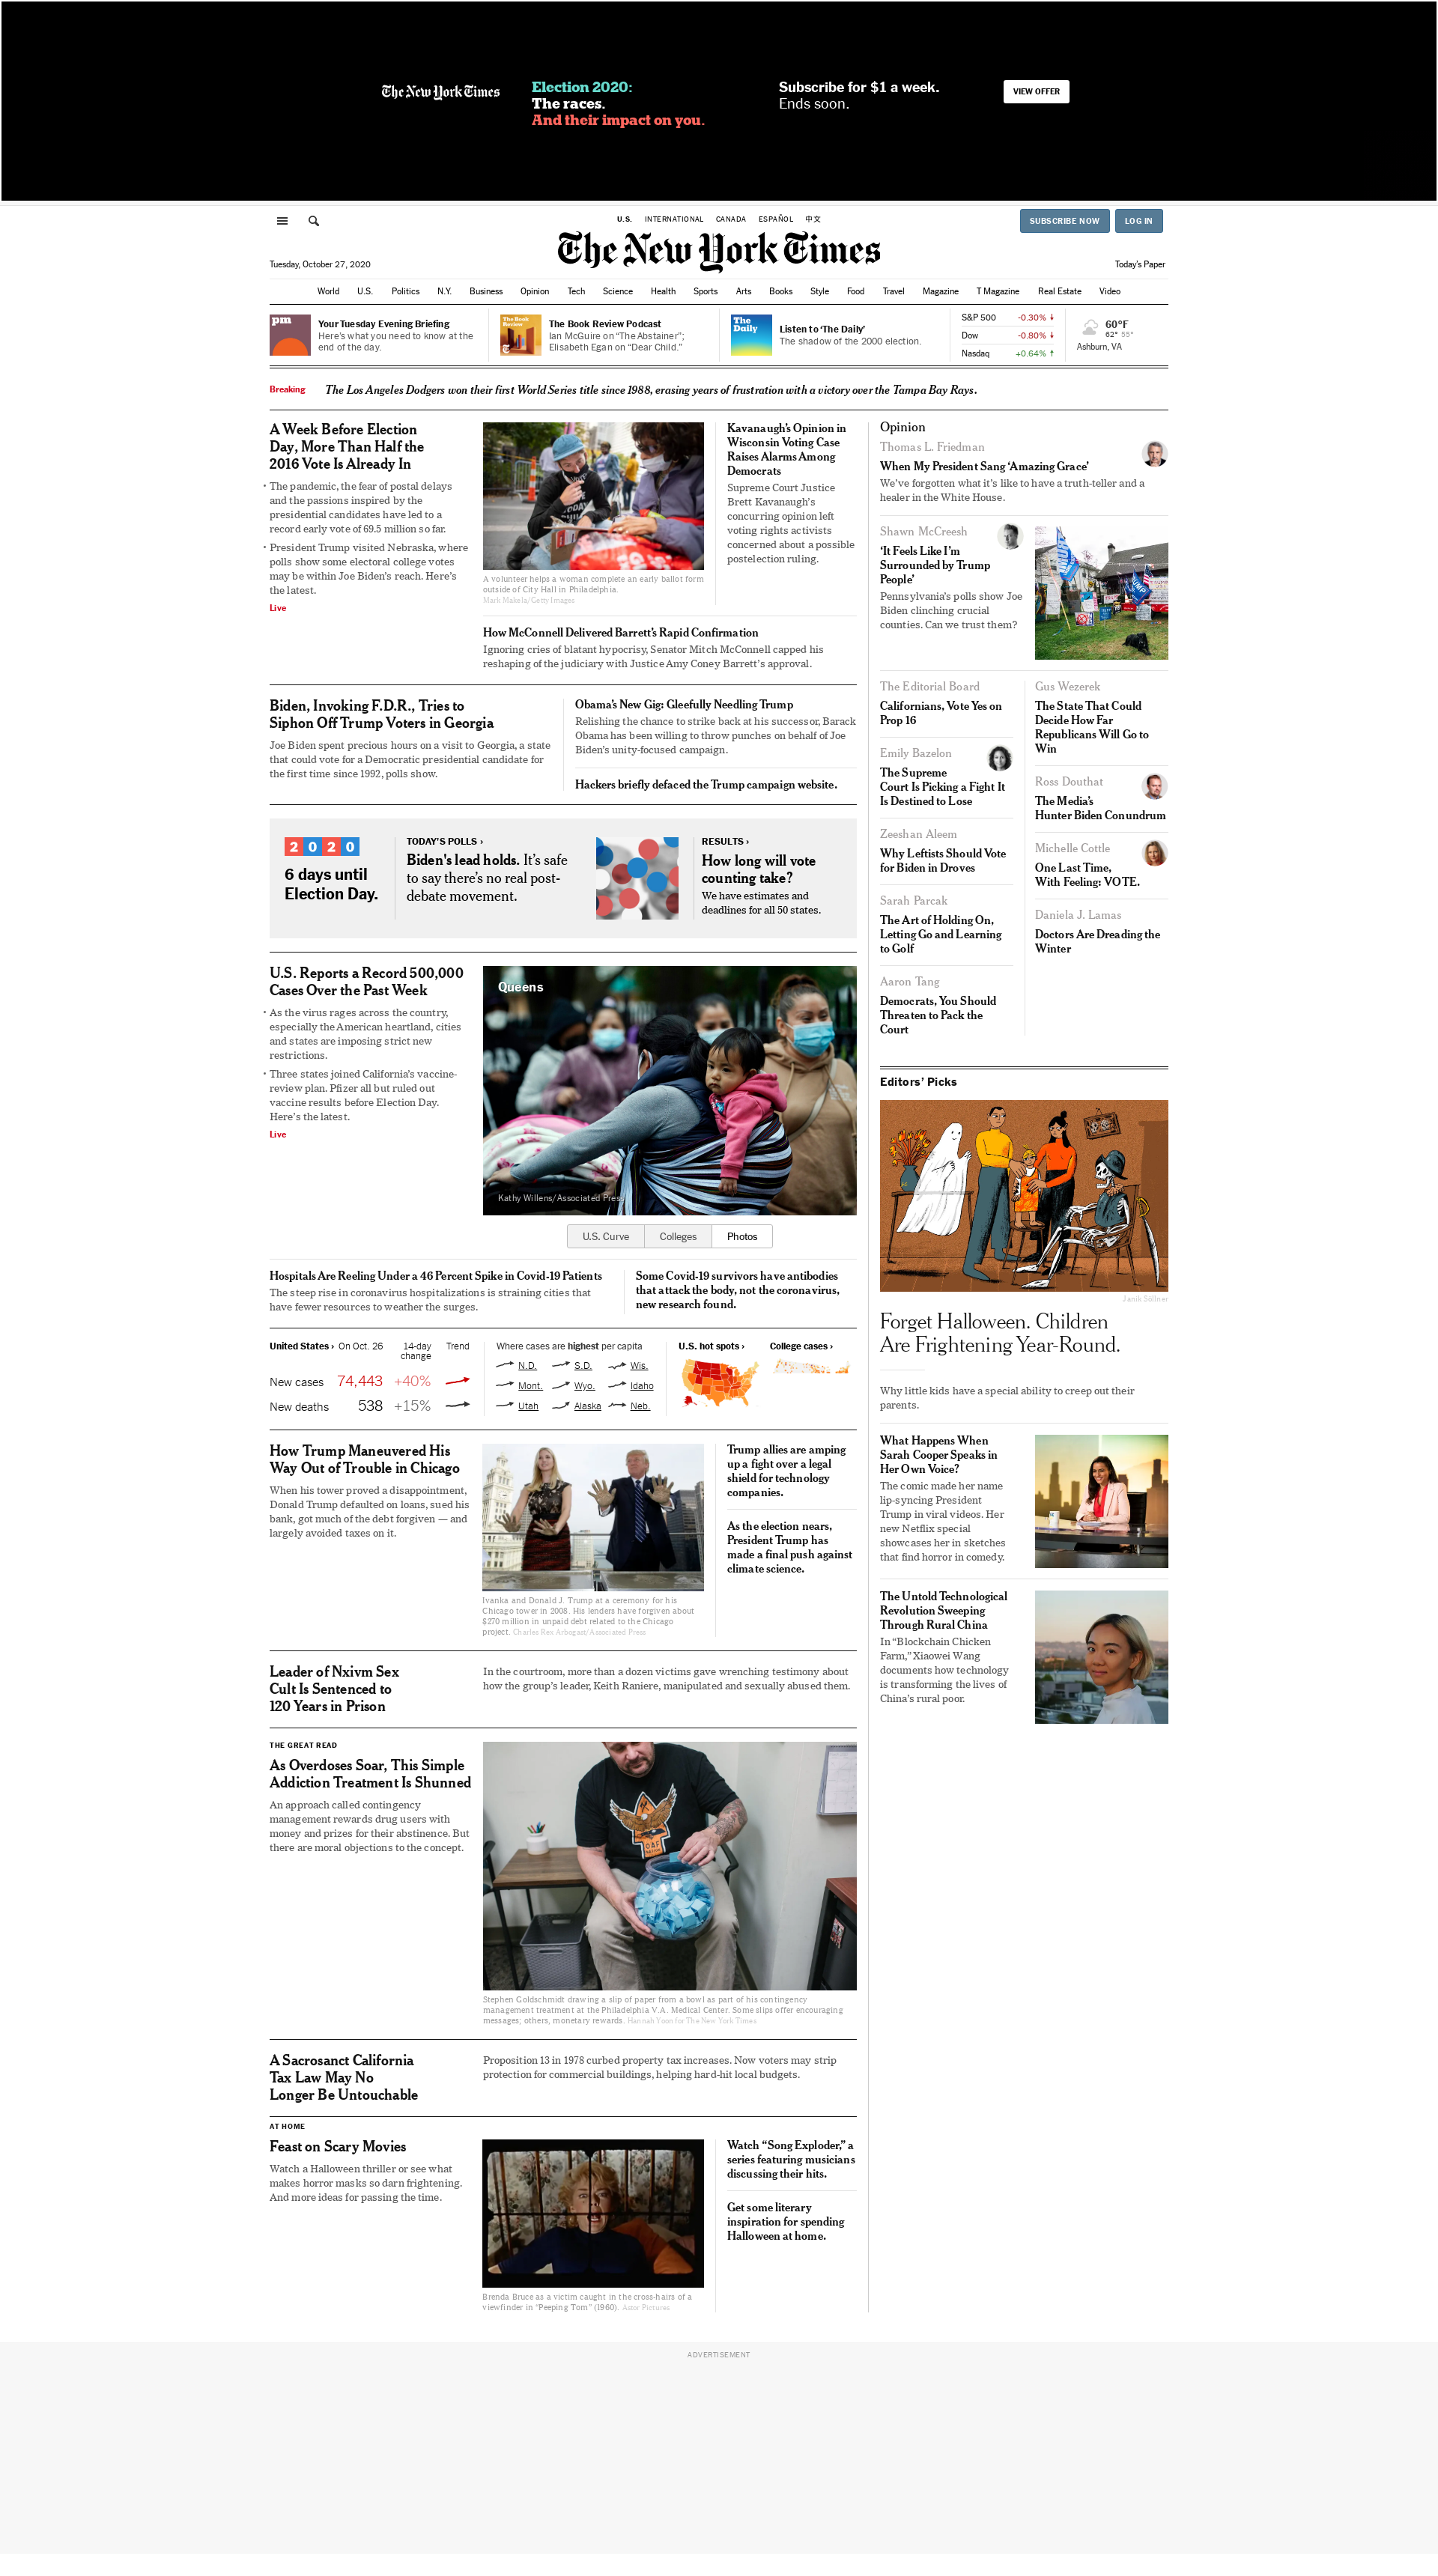 The New York Times
Election 2020:
The races.
And their impact on you.
Subscribe for $1 a week.
Ends soon.
VIEW OFFER
U.S. INTERNATIONAL CANADA ESPAÑOL 中文
SUBSCRIBE NOW LOG IN
The New York Times
Tuesday, October 27, 2020
Today's Paper
World U.S. Politics N.Y. Business Opinion Tech Science Health Sports Arts Books Style Food Travel Magazine T Magazine Real Estate Video
pm
Your Tuesday Evening Briefing
Here's what you need to know at the
end of the day.
The Book
Review
The Book Review Podcast
Ian McGuire on “The Abstainer”;
Elisabeth Egan on “Dear Child.”
The
Daily
Listen to ‘The Daily’
The shadow of the 2000 election.
S&P 500 -0.30%
Dow -0.80%
Nasdaq +0.64%
60°F
62° 55°
Ashburn, VA
Breaking
The Los Angeles Dodgers won their first World Series title since 1988, erasing years of frustration with a victory over the Tampa Bay Rays.
A Week Before Election
Day, More Than Half the
2016 Vote Is Already In
• The pandemic, the fear of postal delays
and the passions inspired by the
presidential candidates have led to a
record early vote of 69.5 million so far.
• President Trump visited Nebraska, where
polls show some electoral college votes
may be within Joe Biden's reach. Here's
the latest.
Live
A volunteer helps a woman complete an early ballot form
outside of City Hall in Philadelphia.
Mark Makela/Getty Images
Kavanaugh’s Opinion in
Wisconsin Voting Case
Raises Alarms Among
Democrats
Supreme Court Justice
Brett Kavanaugh’s
concurring opinion left
voting rights activists
concerned about a possible
postelection ruling.
How McConnell Delivered Barrett’s Rapid Confirmation
Ignoring cries of blatant hypocrisy, Senator Mitch McConnell capped his
reshaping of the judiciary with Justice Amy Coney Barrett’s approval.
Biden, Invoking F.D.R., Tries to
Siphon Off Trump Voters in Georgia
Joe Biden spent precious hours on a visit to Georgia, a state
that could vote for a Democratic presidential candidate for
the first time since 1992, polls show.
Obama’s New Gig: Gleefully Needling Trump
Relishing the chance to strike back at his successor, Barack
Obama has been willing to throw punches on behalf of Joe
Biden’s unity-focused campaign.
Hackers briefly defaced the Trump campaign website.
2020
6 days until
Election Day.
TODAY’S POLLS ›
Biden's lead holds. It’s safe
to say there’s no real post-
debate movement.
RESULTS ›
How long will vote
counting take?
We have estimates and
deadlines for all 50 states.
U.S. Reports a Record 500,000
Cases Over the Past Week
• As the virus rages across the country,
especially the American heartland, cities
and states are imposing strict new
restrictions.
• Three states joined California’s vaccine-
review plan. Pfizer all but ruled out
vaccine results before Election Day.
Here’s the latest.
Live
Queens
Kathy Willens/Associated Press
U.S. Curve Colleges Photos
Hospitals Are Reeling Under a 46 Percent Spike in Covid-19 Patients
The steep rise in coronavirus hospitalizations is straining cities that
have fewer resources to weather the surges.
Some Covid-19 survivors have antibodies
that attack the body, not the coronavirus,
new research found.
United States › On Oct. 26 14-day change Trend
New cases 74,443 +40%
New deaths 538 +15%
Where cases are highest per capita
N.D. S.D. Wis.
Mont. Wyo. Idaho
Utah Alaska Neb.
U.S. hot spots ›
College cases ›
How Trump Maneuvered His
Way Out of Trouble in Chicago
When his tower proved a disappointment,
Donald Trump defaulted on loans, sued his
bank, got much of the debt forgiven — and
largely avoided taxes on it.
Ivanka and Donald J. Trump at a ceremony for his
Chicago tower in 2008. His lenders have forgiven about
$270 million in unpaid debt related to the Chicago
project. Charles Rex Arbogast/Associated Press
Trump allies are amping
up a fight over a legal
shield for technology
companies.
As the election nears,
President Trump has
made a final push against
climate science.
Leader of Nxivm Sex
Cult Is Sentenced to
120 Years in Prison
In the courtroom, more than a dozen victims gave wrenching testimony about
how the group’s leader, Keith Raniere, manipulated and sexually abused them.
THE GREAT READ
As Overdoses Soar, This Simple
Addiction Treatment Is Shunned
An approach called contingency
management rewards drug users with
money and prizes for their abstinence. But
there are moral objections to the concept.
Stephen Goldschmidt drawing a slip of paper from a bowl as part of his contingency
management treatment at the Philadelphia V.A. Medical Center. Some slips offer encouraging
messages; others, monetary rewards. Hannah Yoon for The New York Times
A Sacrosanct California
Tax Law May No
Longer Be Untouchable
Proposition 13 in 1978 curbed property tax increases. Now voters may strip
protection for commercial buildings, helping hard-hit local budgets.
AT HOME
Feast on Scary Movies
Watch a Halloween thriller or see what
makes horror masks so darn frightening.
And more ideas for passing the time.
Brenda Bruce as a victim caught in the cross-hairs of a
viewfinder in “Peeping Tom” (1960). Astor Pictures
Watch “Song Exploder,” a
series featuring musicians
discussing their hits.
Get some literary
inspiration for spending
Halloween at home.
Opinion
Thomas L. Friedman
When My President Sang ‘Amazing Grace’
We’ve forgotten what it’s like to have a truth-teller and a
healer in the White House.
Shawn McCreesh
‘It Feels Like I’m
Surrounded by Trump
People’
Pennsylvania’s polls show Joe
Biden clinching crucial
counties. Can we trust them?
The Editorial Board
Californians, Vote Yes on
Prop 16
Emily Bazelon
The Supreme
Court Is Picking a Fight It
Is Destined to Lose
Zeeshan Aleem
Why Leftists Should Vote
for Biden in Droves
Sarah Parcak
The Art of Holding On,
Letting Go and Learning
to Golf
Aaron Tang
Democrats, You Should
Threaten to Pack the
Court
Gus Wezerek
The State That Could
Decide How Far
Republicans Will Go to
Win
Ross Douthat
The Media’s
Hunter Biden Conundrum
Michelle Cottle
One Last Time,
With Feeling: VOTE.
Daniela J. Lamas
Doctors Are Dreading the
Winter
Editors’ Picks
Janik Söllner
Forget Halloween. Children
Are Frightening Year-Round.
Why little kids have a special ability to creep out their
parents.
What Happens When
Sarah Cooper Speaks in
Her Own Voice?
The comic made her name
lip-syncing President
Trump in viral videos. Her
new Netflix special
showcases her in sketches
that find horror in comedy.
The Untold Technological
Revolution Sweeping
Through Rural China
In “Blockchain Chicken
Farm,” Xiaowei Wang
documents how technology
is transforming the lives of
China’s rural poor.
ADVERTISEMENT